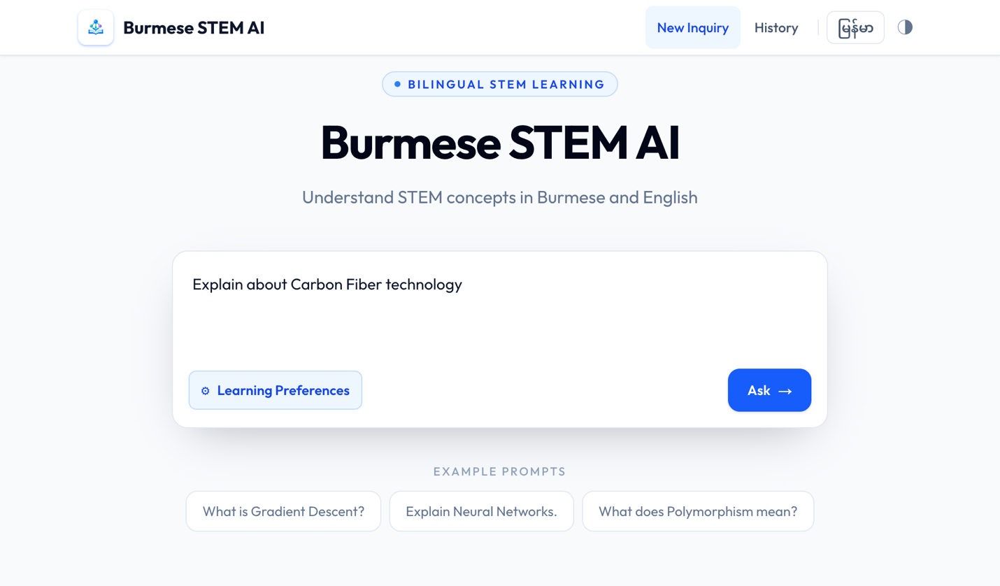 Burmese STEM AI
New Inquiry
History
မြန်မာ
BILINGUAL STEM LEARNING
Burmese STEM AI
Understand STEM concepts in Burmese and English
Explain about Carbon Fiber technology
Learning Preferences
Ask →
EXAMPLE PROMPTS
What is Gradient Descent?
Explain Neural Networks.
What does Polymorphism mean?